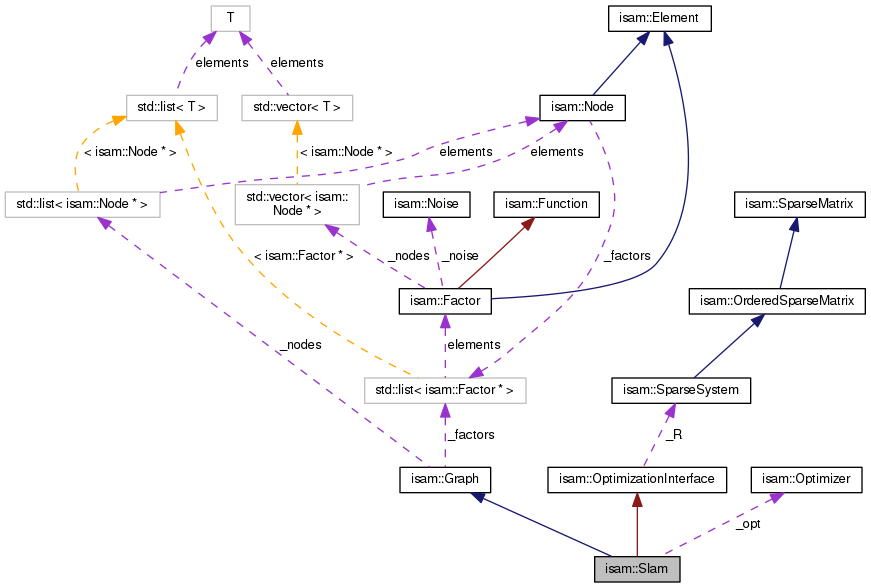 T
isam::Element
elements
elements
std::list< T >
std::vector< T >
isam::Node
< isam::Node * >
< isam::Node * >
elements
elements
std::list< isam::Node * >
std::vector< isam::
Node * >
isam::Noise
isam::Function
isam::SparseMatrix
< isam::Factor * >
_nodes
_noise
_factors
isam::Factor
isam::OrderedSparseMatrix
_nodes
elements
std::list< isam::Factor * >
isam::SparseSystem
_factors
_R
isam::Graph
isam::OptimizationInterface
isam::Optimizer
_opt
isam::Slam